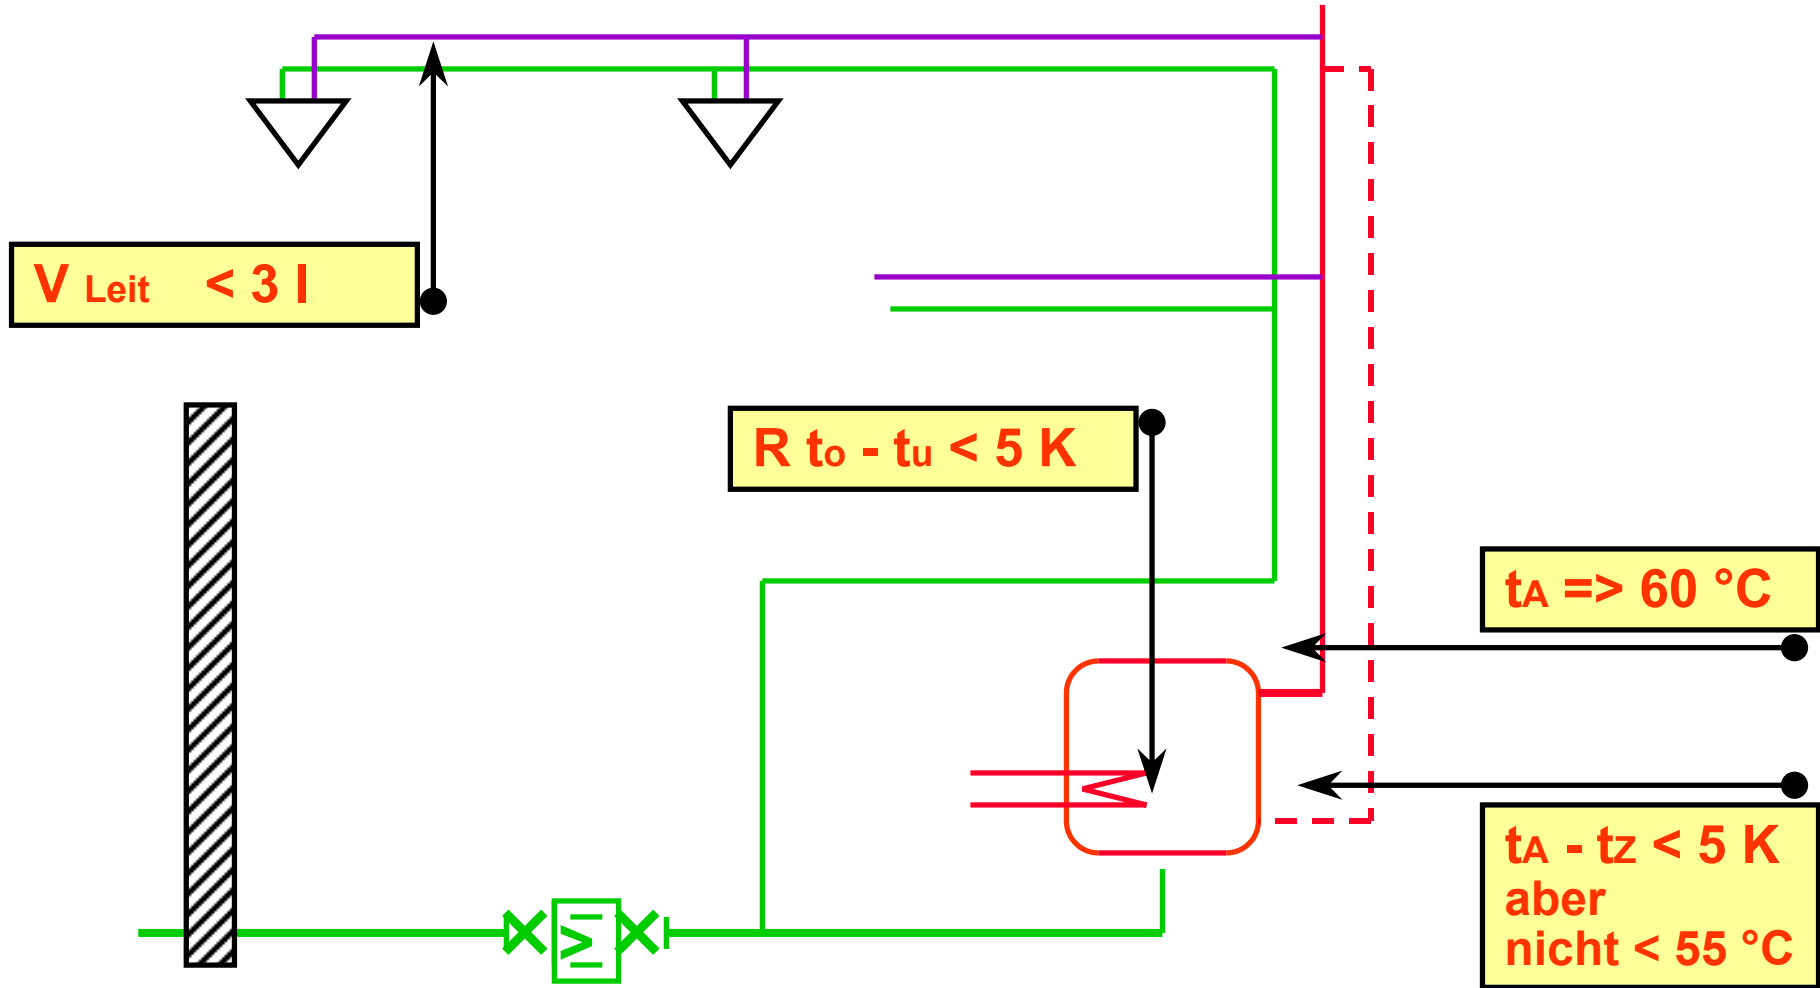 V Leit < 3 l
R to - tu < 5 K
tA => 60 °C
tA - tZ < 5 K
aber
nicht < 55 °C